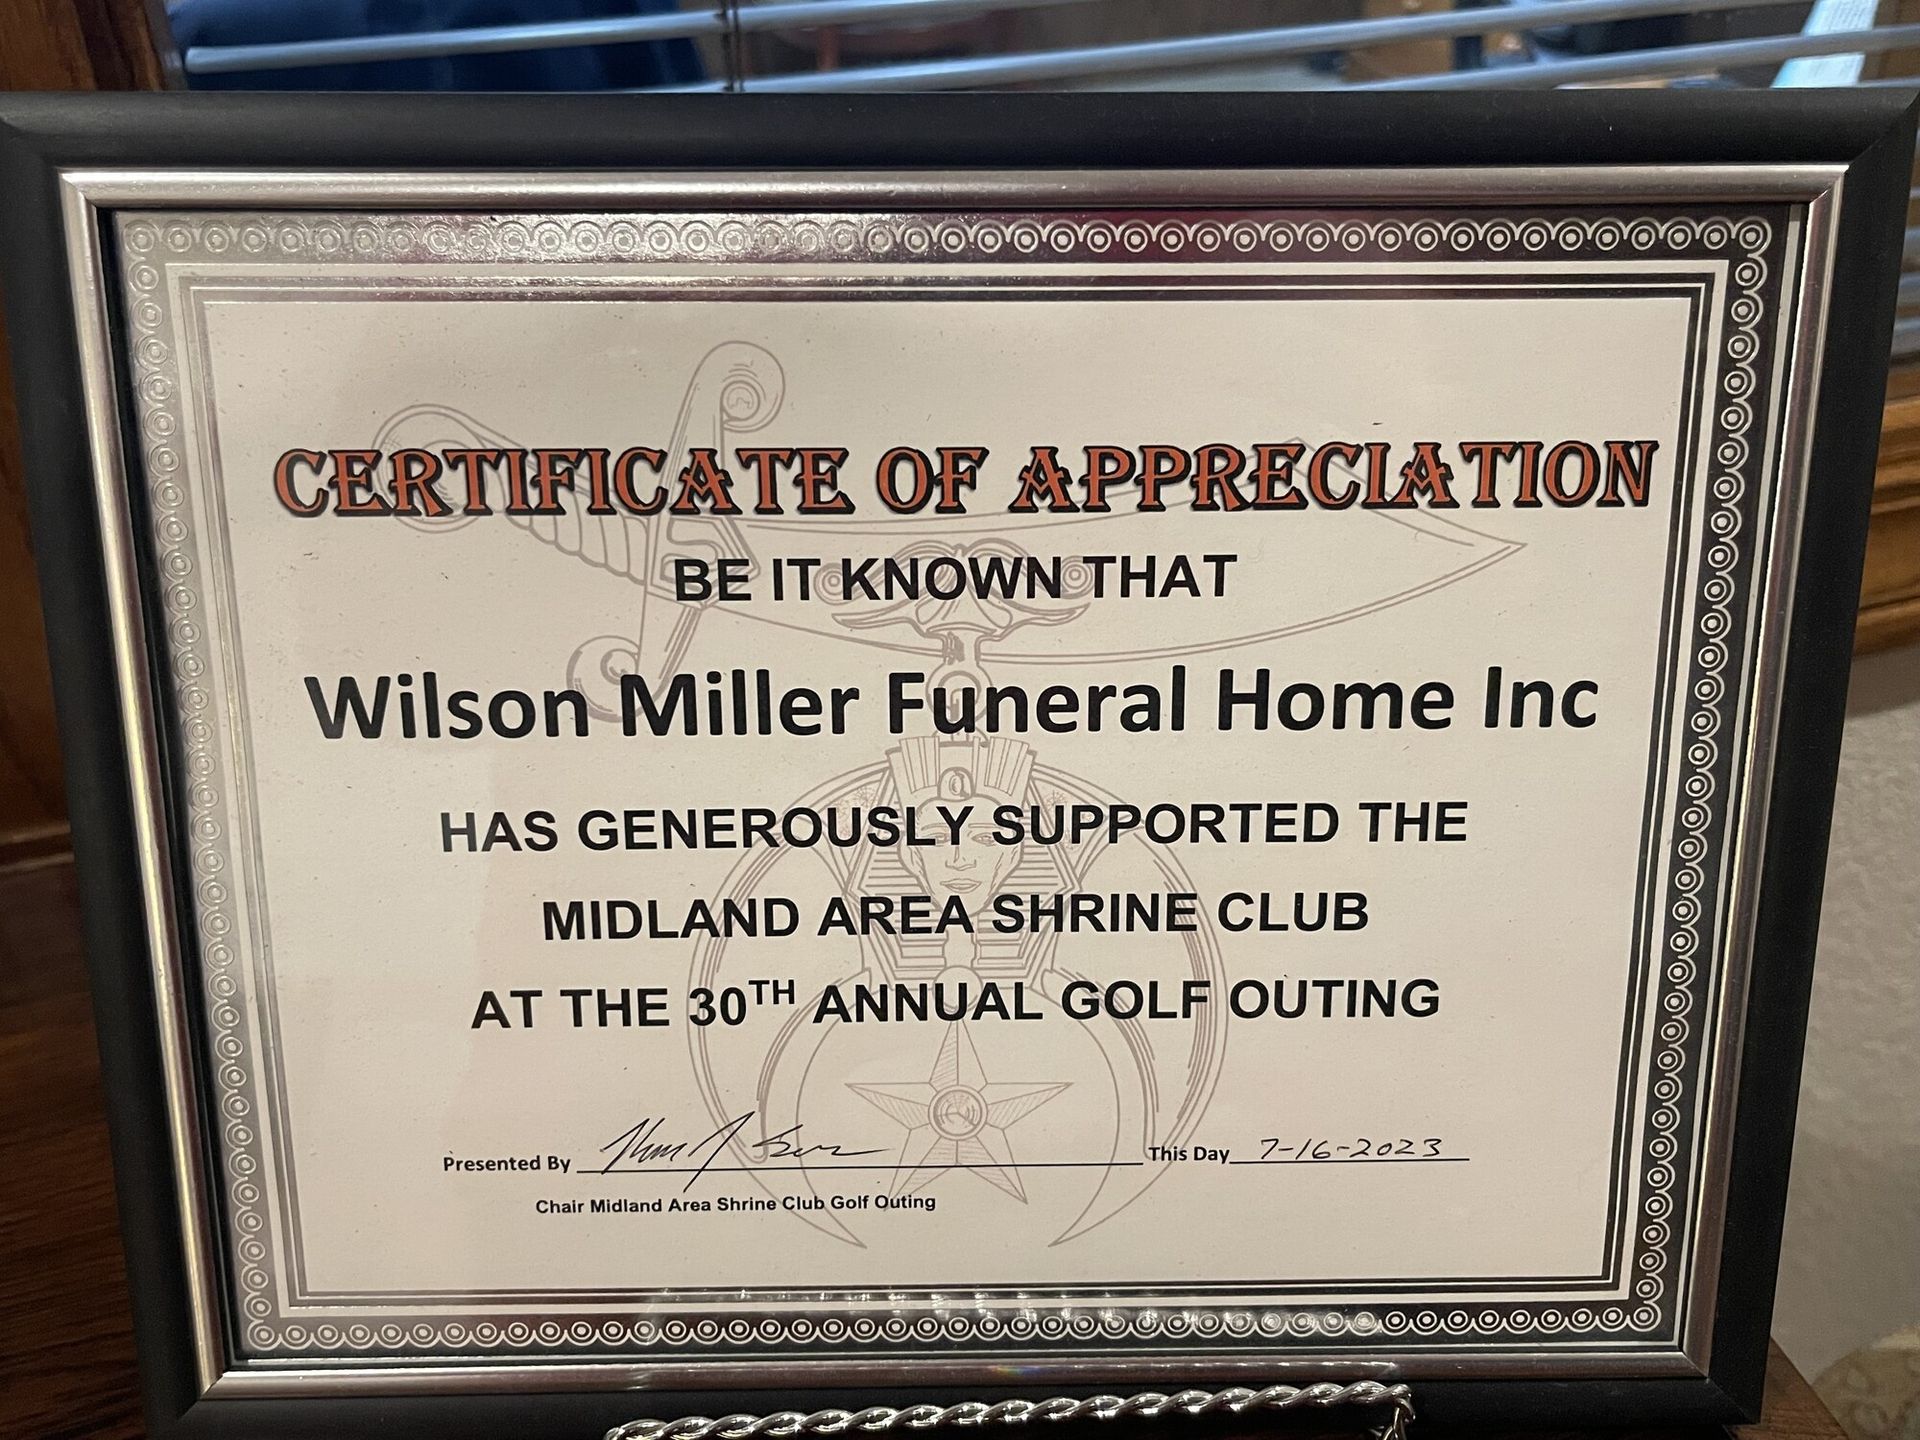 CERTIFICATE OF APPRECIATION
BE IT KNOWN THAT
Wilson Miller Funeral Home Inc
HAS GENEROUSLY SUPPORTED THE
MIDLAND AREA SHRINE CLUB
AT THE 30TH ANNUAL GOLF OUTING
Presented By This Day 7-16-2023
Chair Midland Area Shrine Club Golf Outing